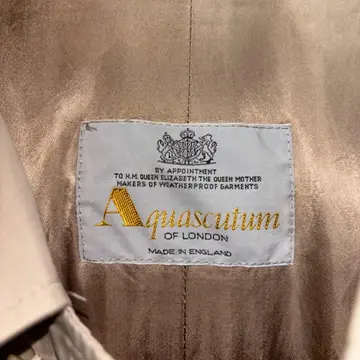 BY APPOINTMENT
TO H.M. QUEEN ELIZABETH THE QUEEN MOTHER
MAKERS OF WEATHERPROOF GARMENTS
Aquascutum
OF LONDON
MADE IN ENGLAND